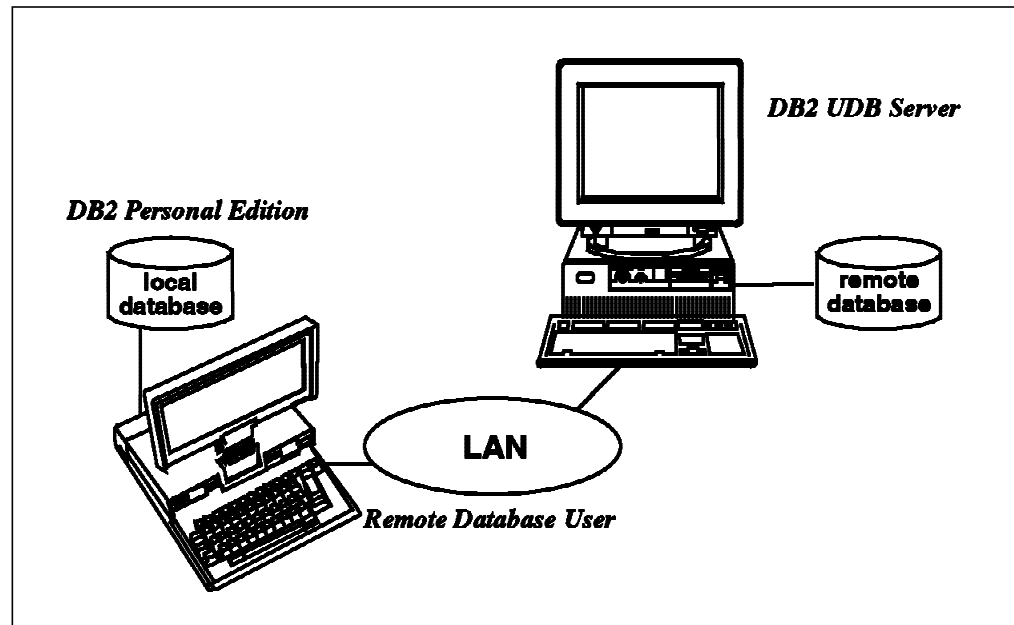 DB2 UDB Server
DB2 Personal Edition
local
database
remote
database
LAN
Remote Database User